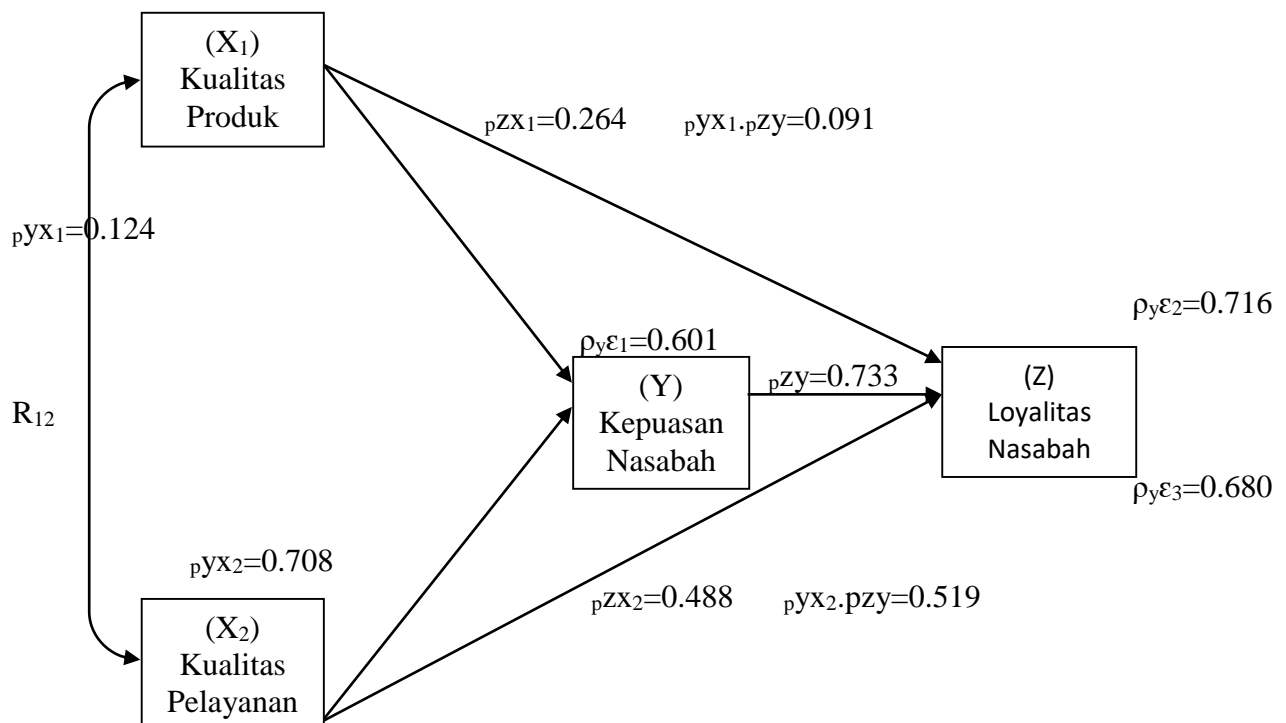 (X₁)
Kualitas
Produk
ₚzx₁=0.264 ₚyx₁.ₚzy=0.091
ₚyx₁=0.124
ρᵧε₂=0.716
ρᵧε₁=0.601
(Y)
Kepuasan
Nasabah
ₚzy=0.733
(Z)
Loyalitas
Nasabah
R₁₂
ρᵧε₃=0.680
ₚyx₂=0.708
ₚzx₂=0.488 ₚyx₂.pzy=0.519
(X₂)
Kualitas
Pelayanan